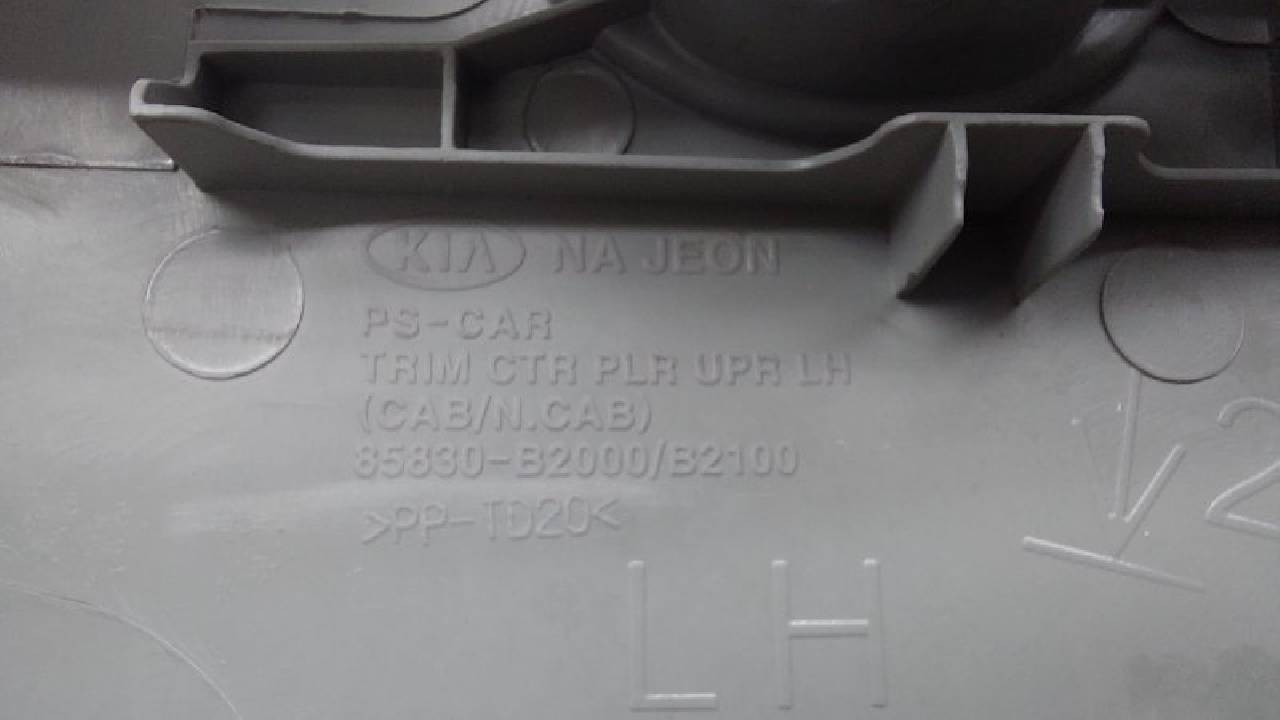 KIA NA JEON
PS-CAR
TRIM CTR PLR UPR LH
(CAB/N.CAB)
85830-B2000/B2100
>PP-TD20<
LH